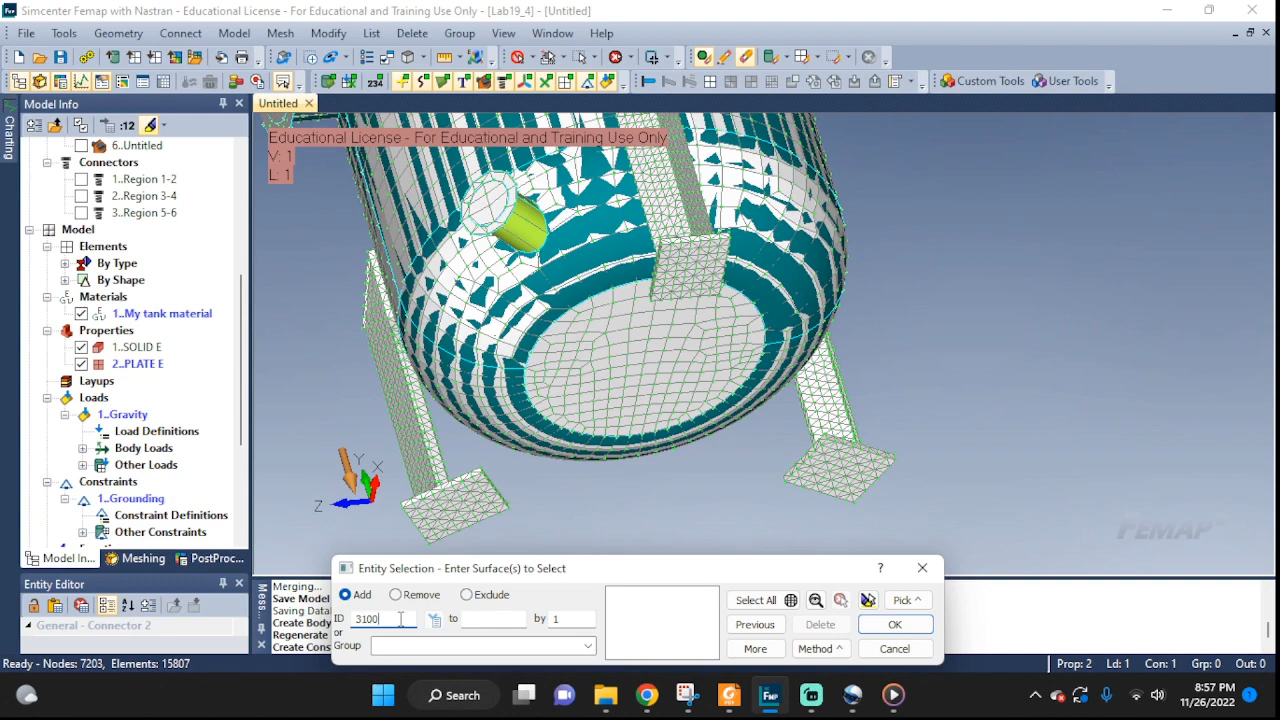 Simcenter Femap with Nastran - Educational License - For Educational and Training Use Only - [Lab19_4] - [Untitled]
File Tools Geometry Connect Model Mesh Modify List Delete Group View Window Help
234
Custom Tools User Tools
Charting
Model Info
:12
6..Untitled
Connectors
1..Region 1-2
2..Region 3-4
3..Region 5-6
Model
Elements
By Type
By Shape
Materials
1..My tank material
Properties
1..SOLID E
2..PLATE E
Layups
Loads
1..Gravity
Load Definitions
Body Loads
Other Loads
Constraints
1..Grounding
Constraint Definitions
Other Constraints
Model In... Meshing PostProc...
Entity Editor
General - Connector 2
Untitled
Educational License - For Educational and Training Use Only
V: 1
L: 1
Y
X
Z
FEMAP
Mess...
Merging...
Save Model
Saving Datab
Create Body
Regenerate
Create Cons
Entity Selection - Enter Surface(s) to Select
Add Remove Exclude
ID 3100 to by 1
or
Group
Select All
Pick ^
Previous Delete OK
More Method ^ Cancel
Ready - Nodes: 7203, Elements: 15807
Prop: 2 Ld: 1 Con: 1 Grp: 0 Out: 0
Search
FMP
8:57 PM
11/26/2022
1